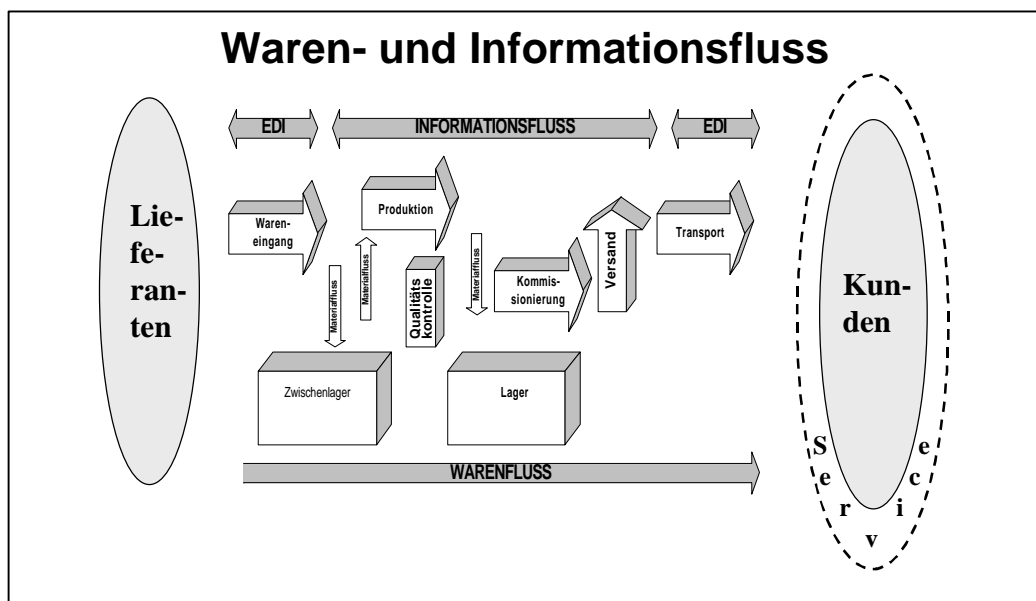 Waren- und Informationsfluss
EDI
INFORMATIONSFLUSS
EDI
Lie-
fe-
ran-
ten
Waren-
eingang
Produktion
Materialfluss
Materialfluss
Qualitäts
kontrolle
Materialfluss
Kommis-
sionierung
Versand
Transport
Kun-
den
Zwischenlager
Lager
WARENFLUSS
Service